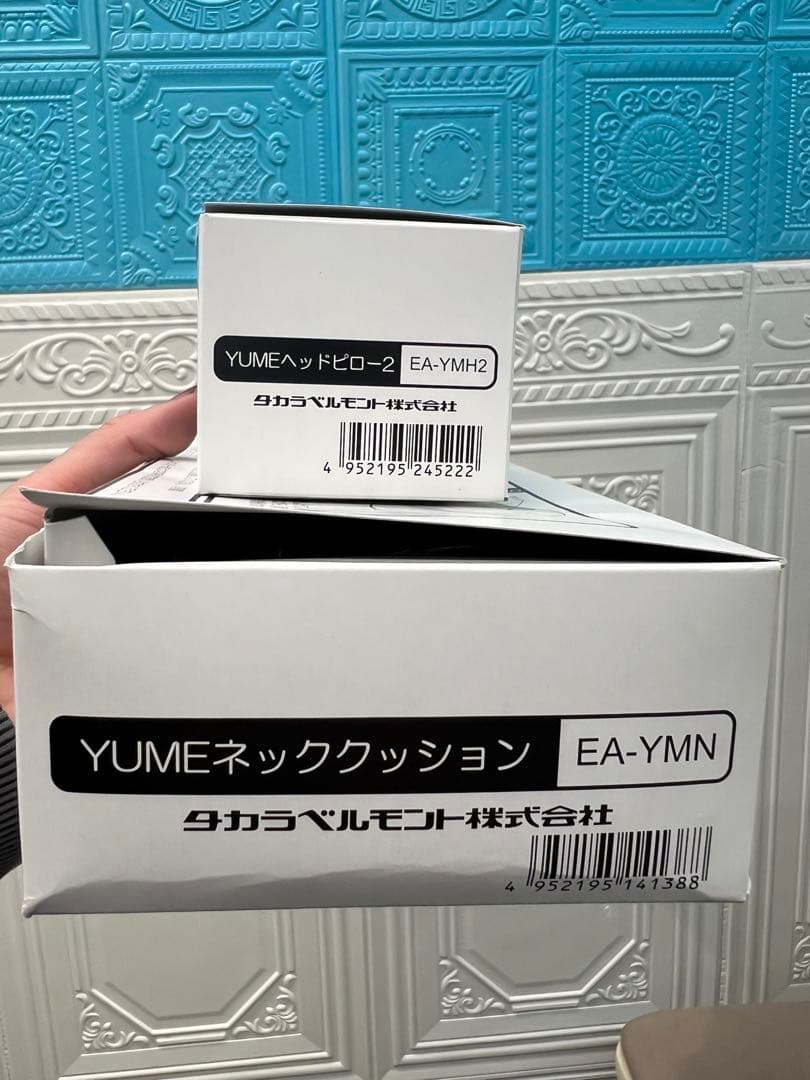 YUMEヘッドピロー2 EA-YMH2
タカラベルモント株式会社
4 952195 245222
YUMEネッククッション EA-YMN
タカラベルモント株式会社
4 952195 141388